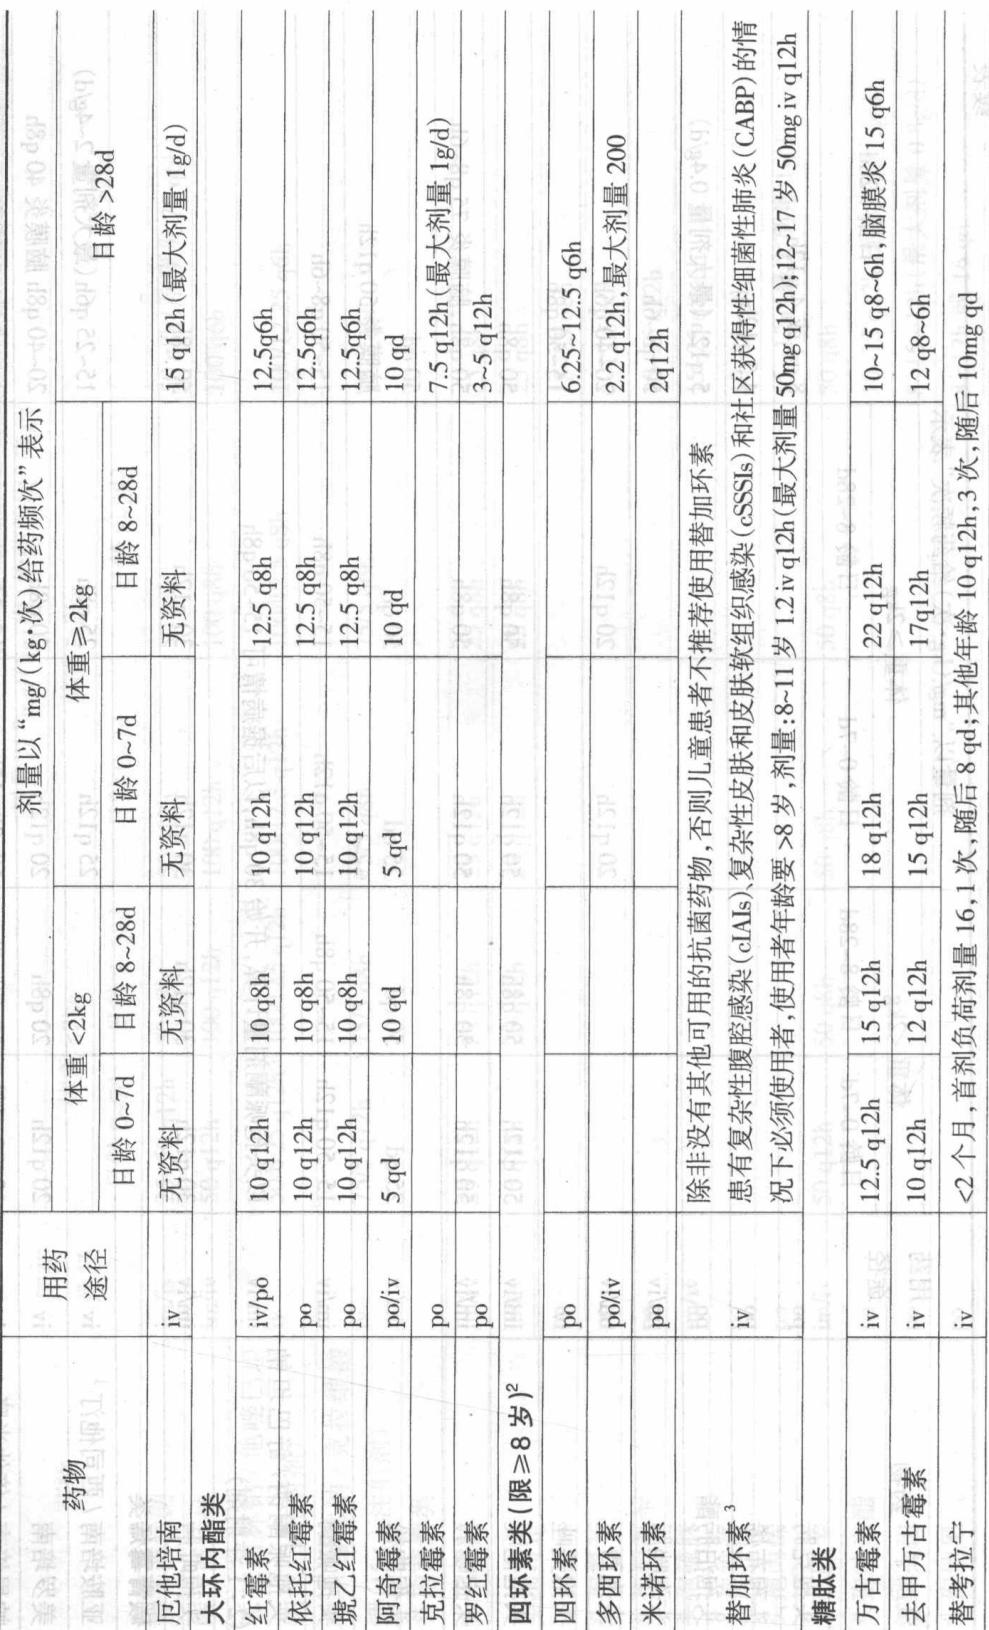 药物 用药途径 剂量以“mg/(kg·次)给药频次”表示
体重 <2kg 体重 ≥2kg 日龄 >28d
日龄 0~7d 日龄 8~28d 日龄 0~7d 日龄 8~28d
厄他培南 iv 无资料 无资料 无资料 无资料 15 q12h(最大剂量 1g/d)
大环内酯类
红霉素 iv/po 10 q12h 10 q8h 10 q12h 12.5 q8h 12.5q6h
依托红霉素 po 10 q12h 10 q8h 10 q12h 12.5 q8h 12.5q6h
琥乙红霉素 po 10 q12h 10 q8h 10 q12h 12.5 q8h 12.5q6h
阿奇霉素 po/iv 5 qd 10 qd 5 qd 10 qd 10 qd
克拉霉素 po 7.5 q12h(最大剂量 1g/d)
罗红霉素 po 3~5 q12h
四环素类(限≥8 岁)2
四环素 po 6.25~12.5 q6h
多西环素 po/iv 2.2 q12h,最大剂量 200
米诺环素 po 2q12h
替加环素3 iv 除非没有其他可用的抗菌药物,否则儿童患者不推荐使用替加环素
患有复杂性腹腔感染(cIAIs)、复杂性皮肤和皮肤软组织感染(cSSSIs)和社区获得性细菌性肺炎(CABP)的情
况下必须使用者,使用者年龄要 >8 岁,剂量:8~11 岁 1.2 iv q12h(最大剂量 50mg q12h);12~17 岁 50mg iv q12h
糖肽类
万古霉素 iv 12.5 q12h 15 q12h 18 q12h 22 q12h 10~15 q8~6h,脑膜炎 15 q6h
去甲万古霉素 iv 10 q12h 12 q12h 15 q12h 17q12h 12 q8~6h
替考拉宁 iv <2 个月,首剂负荷剂量 16,1 次,随后 8 qd;其他年龄 10 q12h,3 次,随后 10mg qd